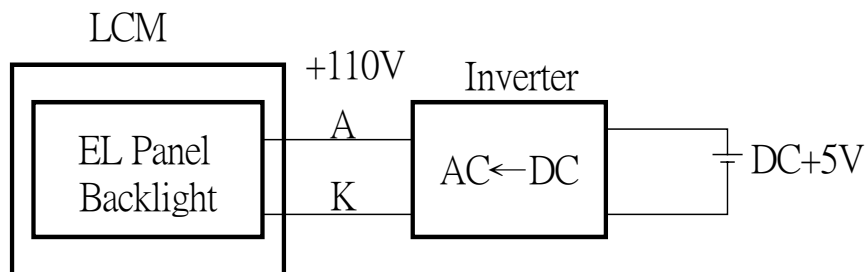 LCM
+110V
Inverter
A
EL Panel
Backlight
K
AC←DC
DC+5V